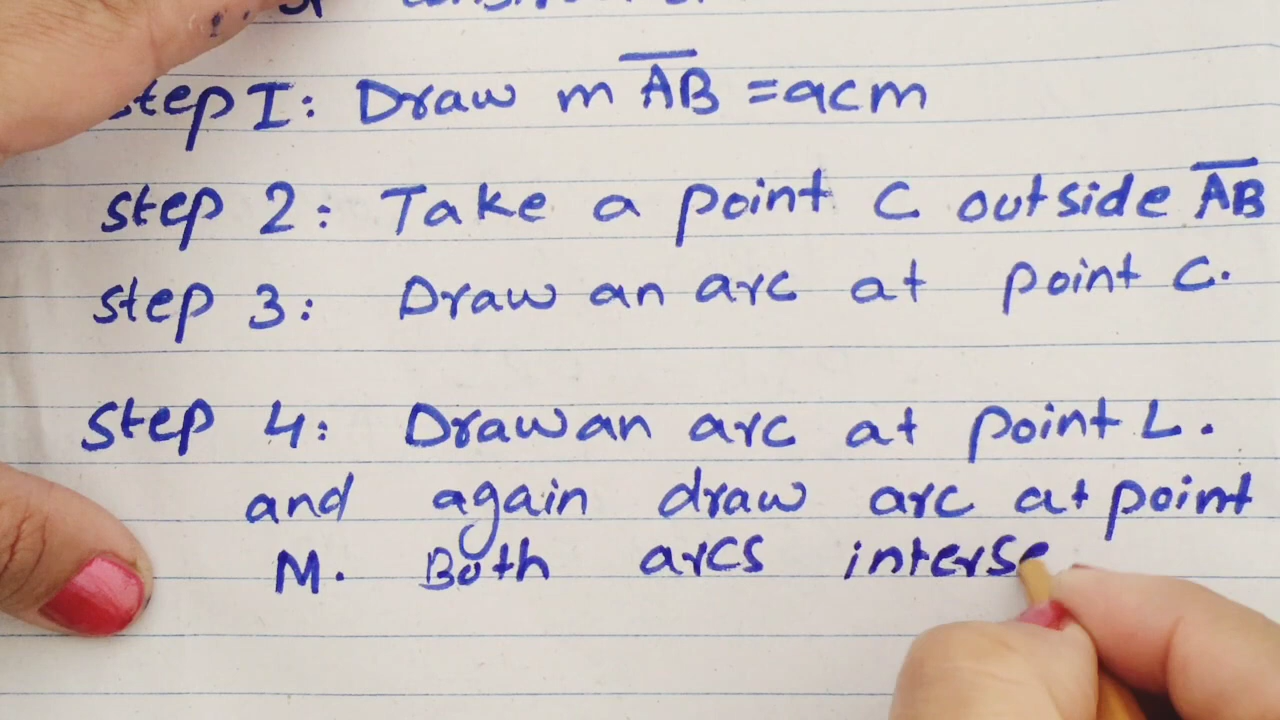 step I: Draw m AB = 9cm
step 2: Take a point C outside AB
step 3: Draw an arc at point C.
step 4: Draw an arc at point L.
and again draw arc at point
M. Both arcs interse